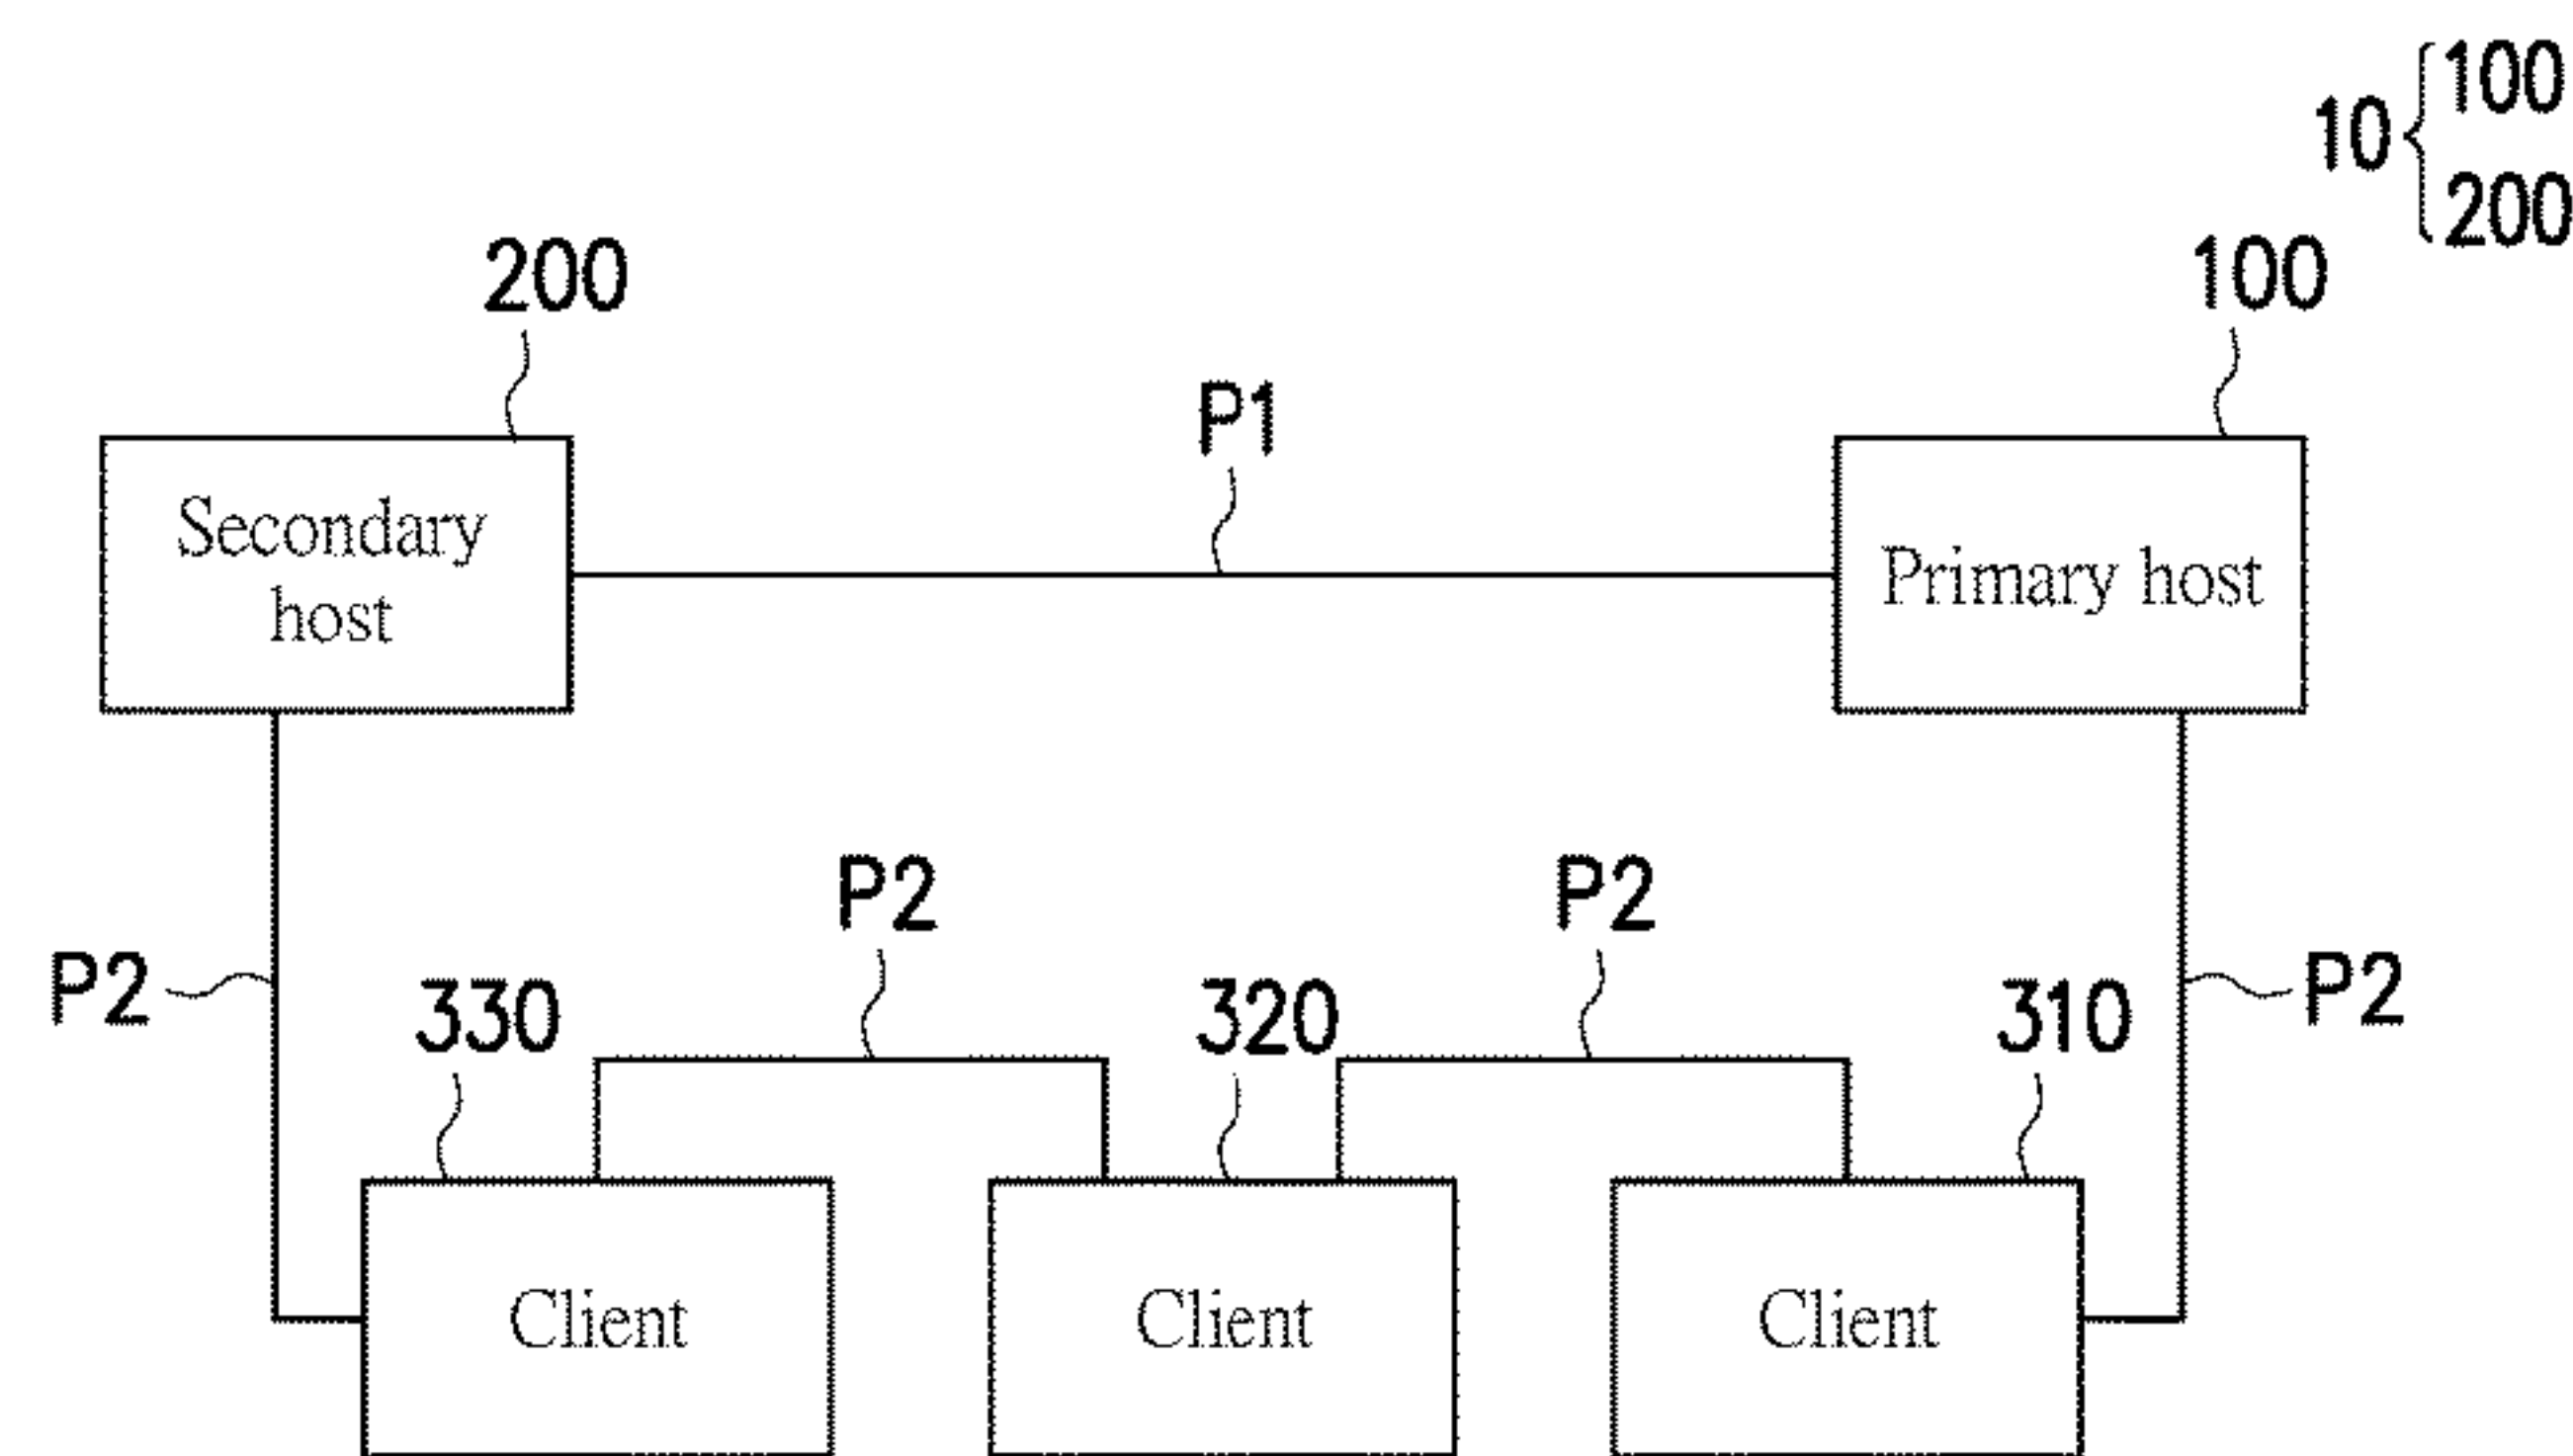 10 { 100
200
200
100
P1
Secondary
host
Primary host
P2
P2
P2
P2
330
320
310
Client
Client
Client